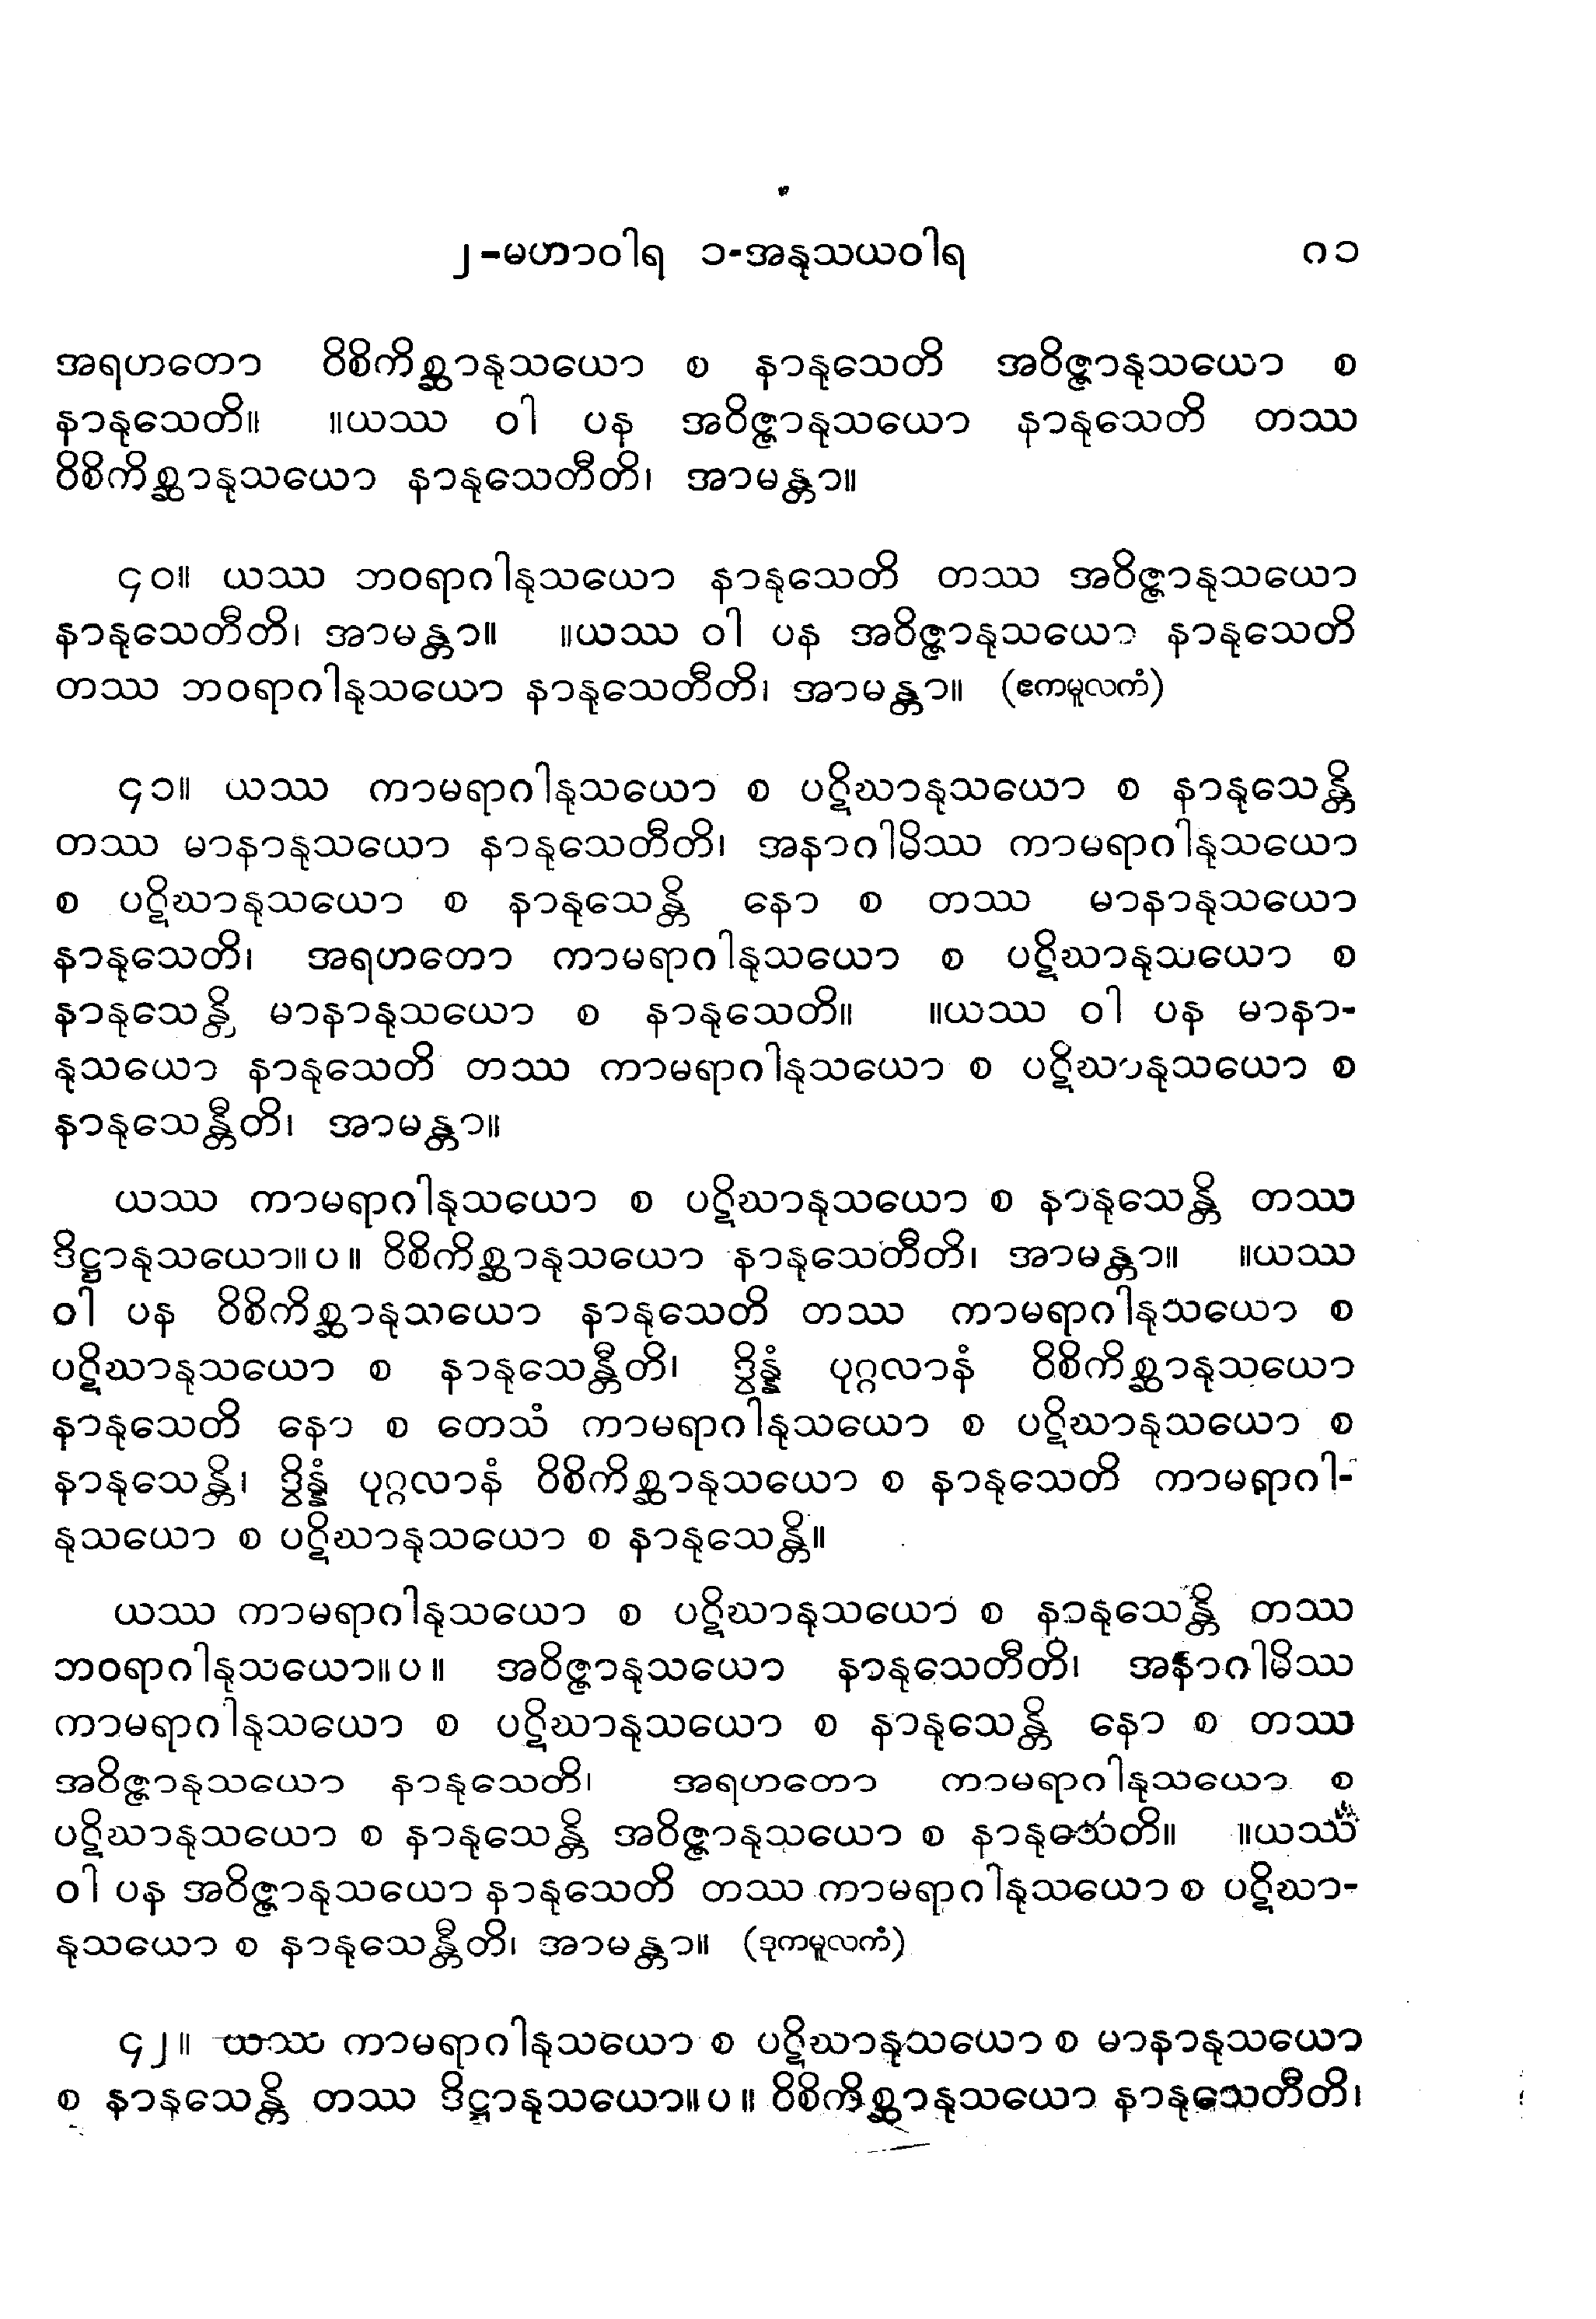 ၂-မဟာဝါရ ၁-အနုသယဝါရ ၈၁
အရဟတော ဝိစိကိစ္ဆာနုသယော စ နာနုသေတိ အဝိဇ္ဇာနုသယော စ
နာနုသေတိ။ ။ယဿ ဝါ ပန အဝိဇ္ဇာနုသယော နာနုသေတိ တဿ
ဝိစိကိစ္ဆာနုသယော နာနုသေတီတိ၊ အာမန္တာ။
၄၀။ ယဿ ဘဝရာဂါနုသယော နာနုသေတိ တဿ အဝိဇ္ဇာနုသယော
နာနုသေတီတိ၊ အာမန္တာ။ ။ယဿ ဝါ ပန အဝိဇ္ဇာနုသယော နာနုသေတိ
တဿ ဘဝရာဂါနုသယော နာနုသေတီတိ၊ အာမန္တာ။ (ဧကမူလကံ)
၄၁။ ယဿ ကာမရာဂါနုသယော စ ပဋိဃာနုသယော စ နာနုသေန္တိ
တဿ မာနာနုသယော နာနုသေတီတိ၊ အနာဂါမိဿ ကာမရာဂါနုသယော
စ ပဋိဃာနုသယော စ နာနုသေန္တိ နော စ တဿ မာနာနုသယော
နာနုသေတိ၊ အရဟတော ကာမရာဂါနုသယော စ ပဋိဃာနုသယော စ
နာနုသေန္တိ မာနာနုသယော စ နာနုသေတိ။ ။ယဿ ဝါ ပန မာနာ-
နုသယော နာနုသေတိ တဿ ကာမရာဂါနုသယော စ ပဋိဃာနုသယော စ
နာနုသေန္တီတိ၊ အာမန္တာ။
ယဿ ကာမရာဂါနုသယော စ ပဋိဃာနုသယော စ နာနုသေန္တိ တဿ
ဒိဋ္ဌာနုသယော။ပ။ ဝိစိကိစ္ဆာနုသယော နာနုသေတီတိ၊ အာမန္တာ။ ။ယဿ
ဝါ ပန ဝိစိကိစ္ဆာနုသယော နာနုသေတိ တဿ ကာမရာဂါနုသယော စ
ပဋိဃာနုသယော စ နာနုသေန္တီတိ၊ ဒွိန္နံ ပုဂ္ဂလာနံ ဝိစိကိစ္ဆာနုသယော
နာနုသေတိ နော စ တေသံ ကာမရာဂါနုသယော စ ပဋိဃာနုသယော စ
နာနုသေန္တိ၊ ဒွိန္နံ ပုဂ္ဂလာနံ ဝိစိကိစ္ဆာနုသယော စ နာနုသေတိ ကာမရာဂါ-
နုသယော စ ပဋိဃာနုသယော စ နာနုသေန္တိ။
ယဿ ကာမရာဂါနုသယော စ ပဋိဃာနုသယော စ နာနုသေန္တိ တဿ
ဘဝရာဂါနုသယော။ပ။ အဝိဇ္ဇာနုသယော နာနုသေတီတိ၊ အနာဂါမိဿ
ကာမရာဂါနုသယော စ ပဋိဃာနုသယော စ နာနုသေန္တိ နော စ တဿ
အဝိဇ္ဇာနုသယော နာနုသေတိ၊ အရဟတော ကာမရာဂါနုသယော စ
ပဋိဃာနုသယော စ နာနုသေန္တိ အဝိဇ္ဇာနုသယော စ နာနုသေတိ။ ။ယဿ
ဝါ ပန အဝိဇ္ဇာနုသယော နာနုသေတိ တဿ ကာမရာဂါနုသယော စ ပဋိဃာ-
နုသယော စ နာနုသေန္တီတိ၊ အာမန္တာ။ (ဒုကမူလကံ)
၄၂။ ယဿ ကာမရာဂါနုသယော စ ပဋိဃာနုသယော စ မာနာနုသယော
စ နာနုသေန္တိ တဿ ဒိဋ္ဌာနုသယော။ပ။ ဝိစိကိစ္ဆာနုသယော နာနုသေတီတိ၊